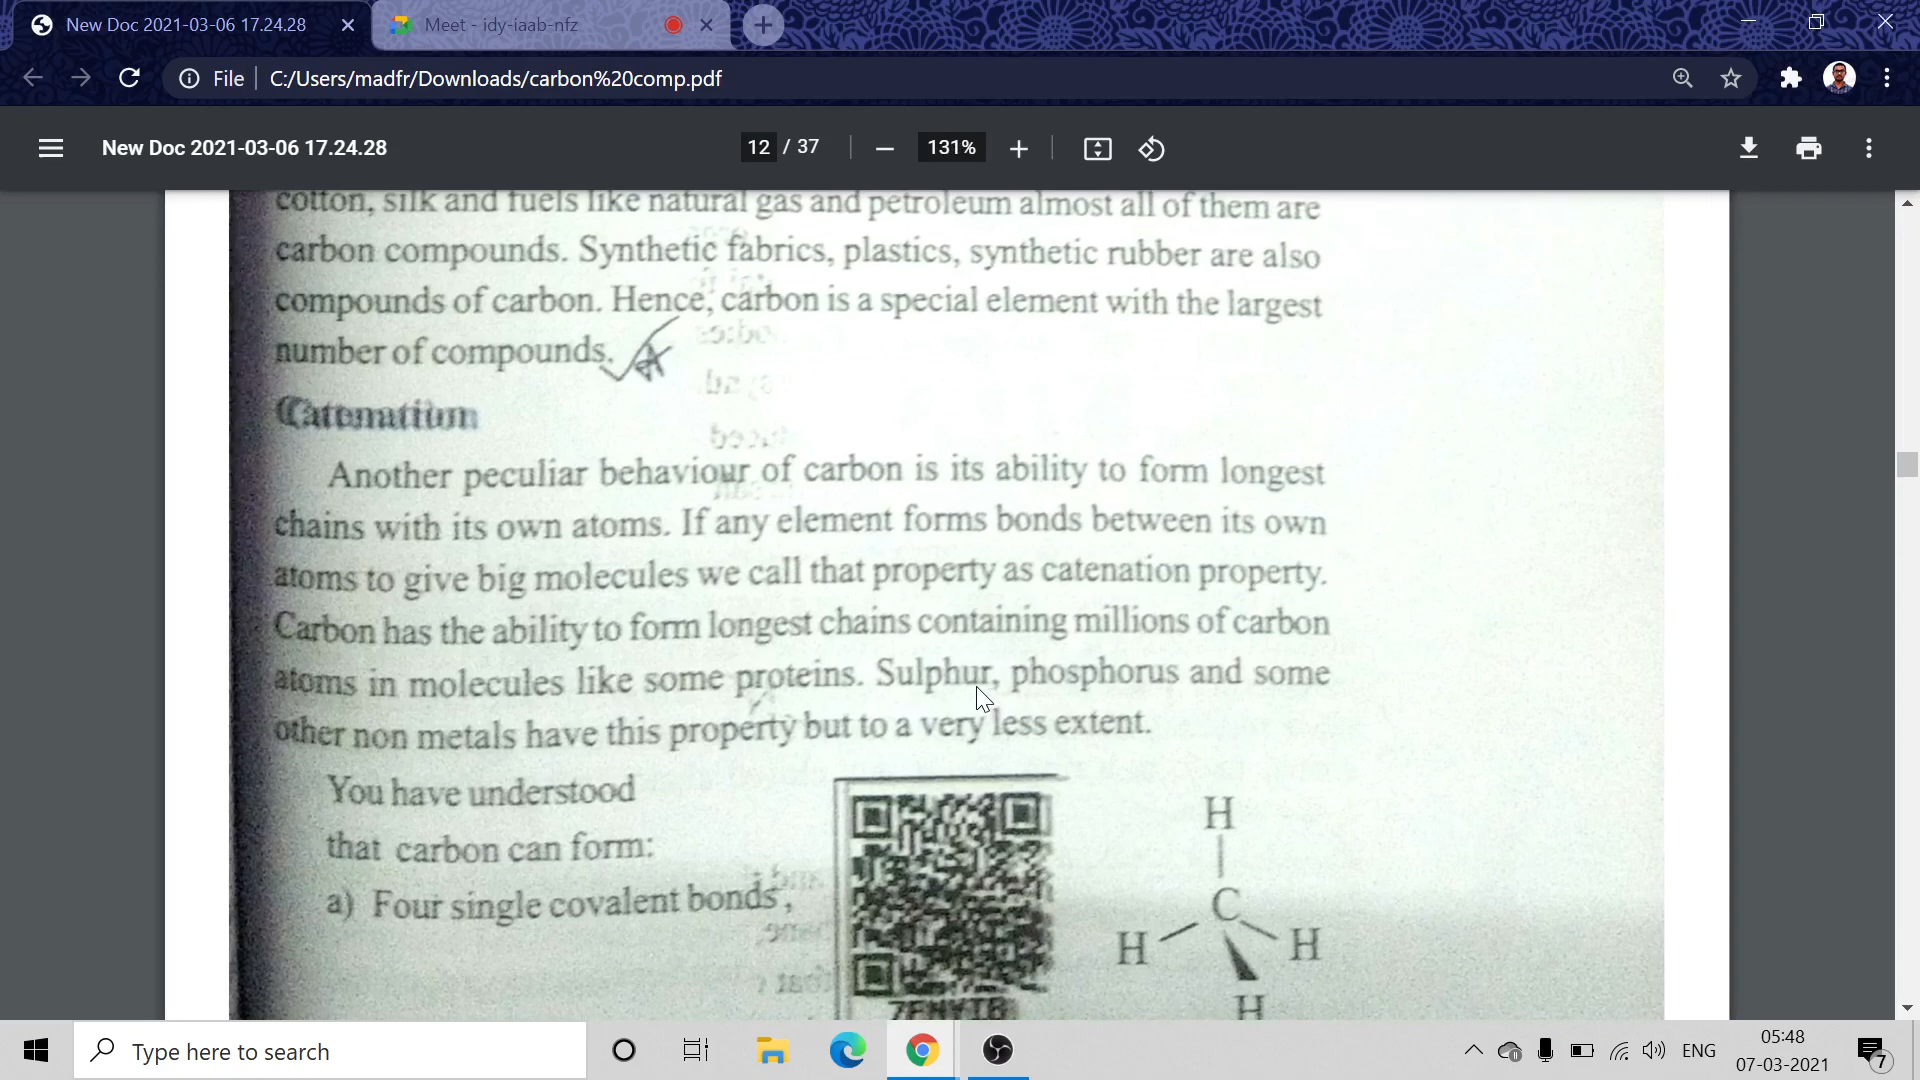 New Doc 2021-03-06 17.24.28
Meet - idy-iaab-nfz
File
C:/Users/madfr/Downloads/carbon%20comp.pdf
New Doc 2021-03-06 17.24.28
12 / 37
131%
cotton, silk and fuels like natural gas and petroleum almost all of them are
carbon compounds. Synthetic fabrics, plastics, synthetic rubber are also
compounds of carbon. Hence, carbon is a special element with the largest
number of compounds.
Catenation
Another peculiar behaviour of carbon is its ability to form longest
chains with its own atoms. If any element forms bonds between its own
atoms to give big molecules we call that property as catenation property.
Carbon has the ability to form longest chains containing millions of carbon
atoms in molecules like some proteins. Sulphur, phosphorus and some
other non metals have this property but to a very less extent.
You have understood
that carbon can form:
a) Four single covalent bonds,
H
C
H H
H
Type here to search
ENG
05:48
07-03-2021
7